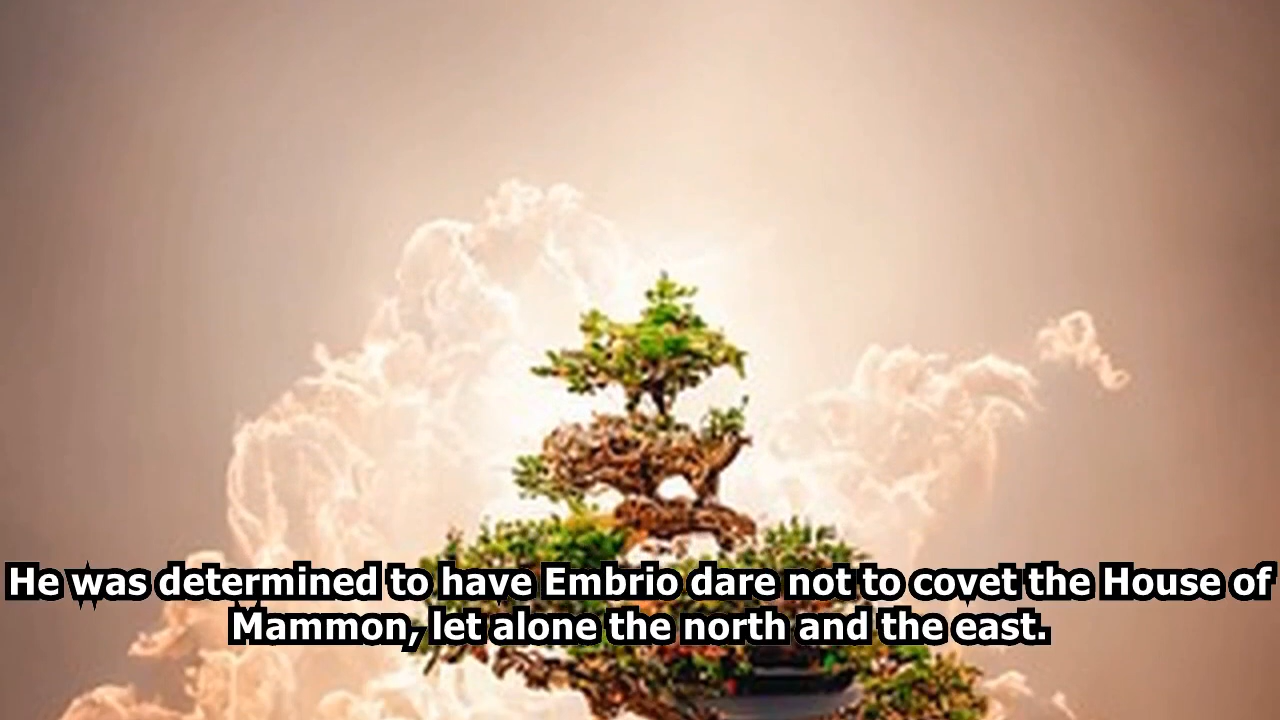 He was determined to have Embrio dare not to covet the House of
Mammon, let alone the north and the east.